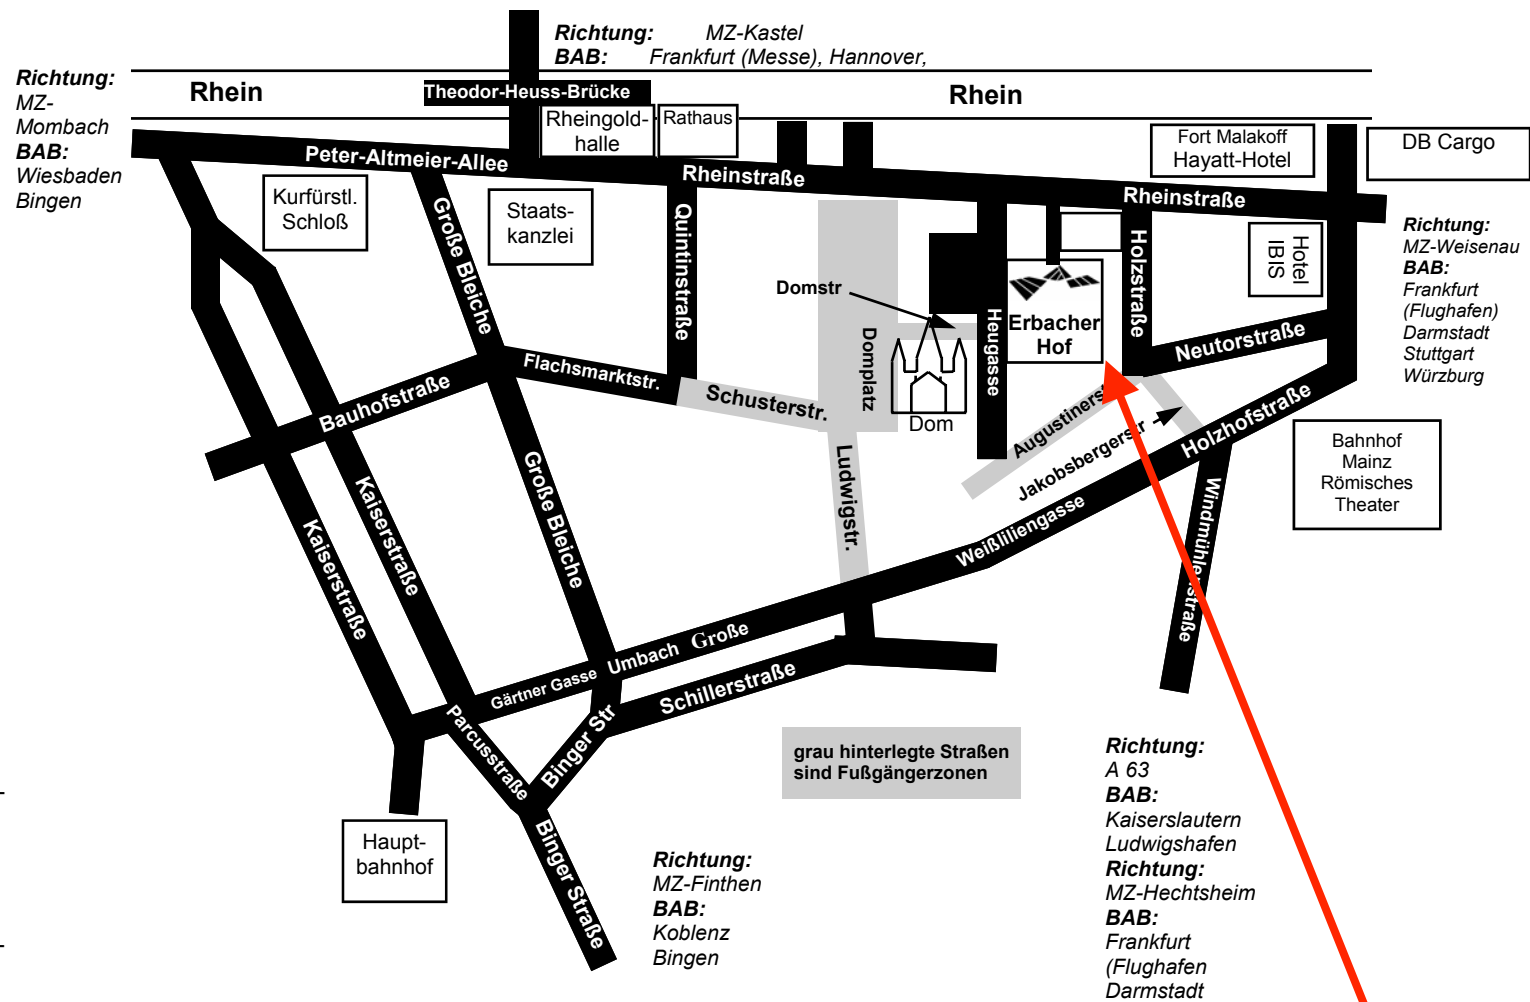 Richtung: MZ-Kastel
BAB: Frankfurt (Messe), Hannover,
Richtung:
MZ-
Mombach
BAB:
Wiesbaden
Bingen
Rhein
Theodor-Heuss-Brücke
Rhein
Rheingold-
halle
Rathaus
Fort Malakoff
Hayatt-Hotel
DB Cargo
Peter-Altmeier-Allee
Rheinstraße
Rheinstraße
Kurfürstl.
Schloß
Große Bleiche
Staats-
kanzlei
Quintinstraße
Holzstraße
Hotel
IBIS
Richtung:
MZ-Weisenau
BAB:
Frankfurt
(Flughafen)
Darmstadt
Stuttgart
Würzburg
Domstr
Heugasse
Erbacher
Hof
Neutorstraße
Domplatz
Dom
Flachsmarktstr.
Schusterstr.
Bauhofstraße
Augustinerst
Jakobsbergerstr
Holzhofstraße
Bahnhof
Mainz
Römisches
Theater
Ludwigstr.
Große Bleiche
Kaiserstraße
Kaiserstraße
Weißliliengasse
Windmühlenstraße
Gärtner Gasse
Umbach Große
Schillerstraße
Parcusstraße
Binger Str
grau hinterlegte Straßen
sind Fußgängerzonen
Haupt-
bahnhof
Binger Straße
Richtung:
MZ-Finthen
BAB:
Koblenz
Bingen
Richtung:
A 63
BAB:
Kaiserslautern
Ludwigshafen
Richtung:
MZ-Hechtsheim
BAB:
Frankfurt
(Flughafen
Darmstadt